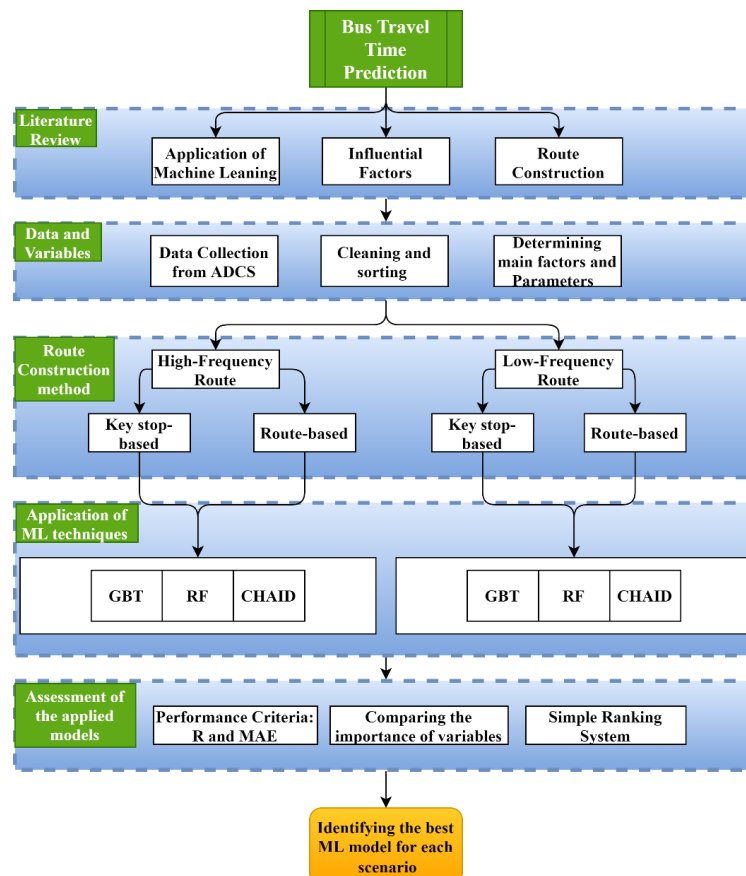 Bus Travel
Time
Prediction
Literature
Review
Application of
Machine Leaning
Influential
Factors
Route
Construction
Data and
Variables
Data Collection
from ADCS
Cleaning and
sorting
Determining
main factors and
Parameters
Route
Construction
method
High-Frequency
Route
Low-Frequency
Route
Key stop-
based
Route-based
Key stop-
based
Route-based
Application of
ML techniques
GBT
RF
CHAID
GBT
RF
CHAID
Assessment of
the applied
models
Performance Criteria:
R and MAE
Comparing the
importance of variables
Simple Ranking
System
Identifying the best
ML model for each
scenario